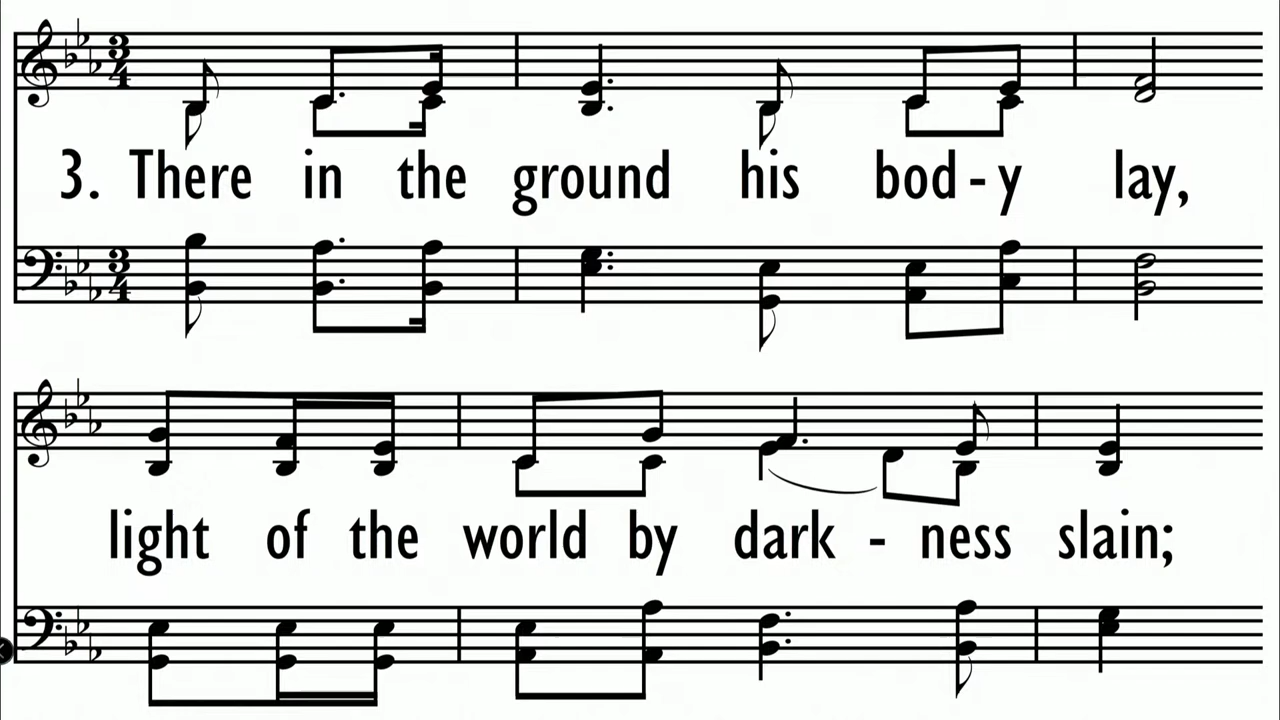 3. There in the ground his bod - y lay,
light of the world by dark - ness slain;